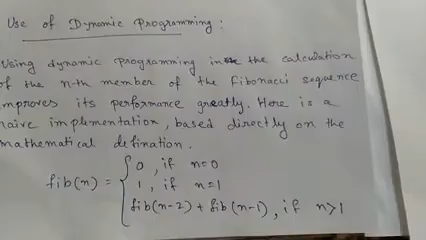 Use of Dynamic Programming :
Using dynamic programming in the calculation
of the n-th member of the Fibonacci sequence
improves its performance greatly. Here is a
naive implementation, based directly on the
mathematical defination.
fib(n) = { 0, if n=0
1, if n=1
fib(n-2) + fib(n-1), if n>1